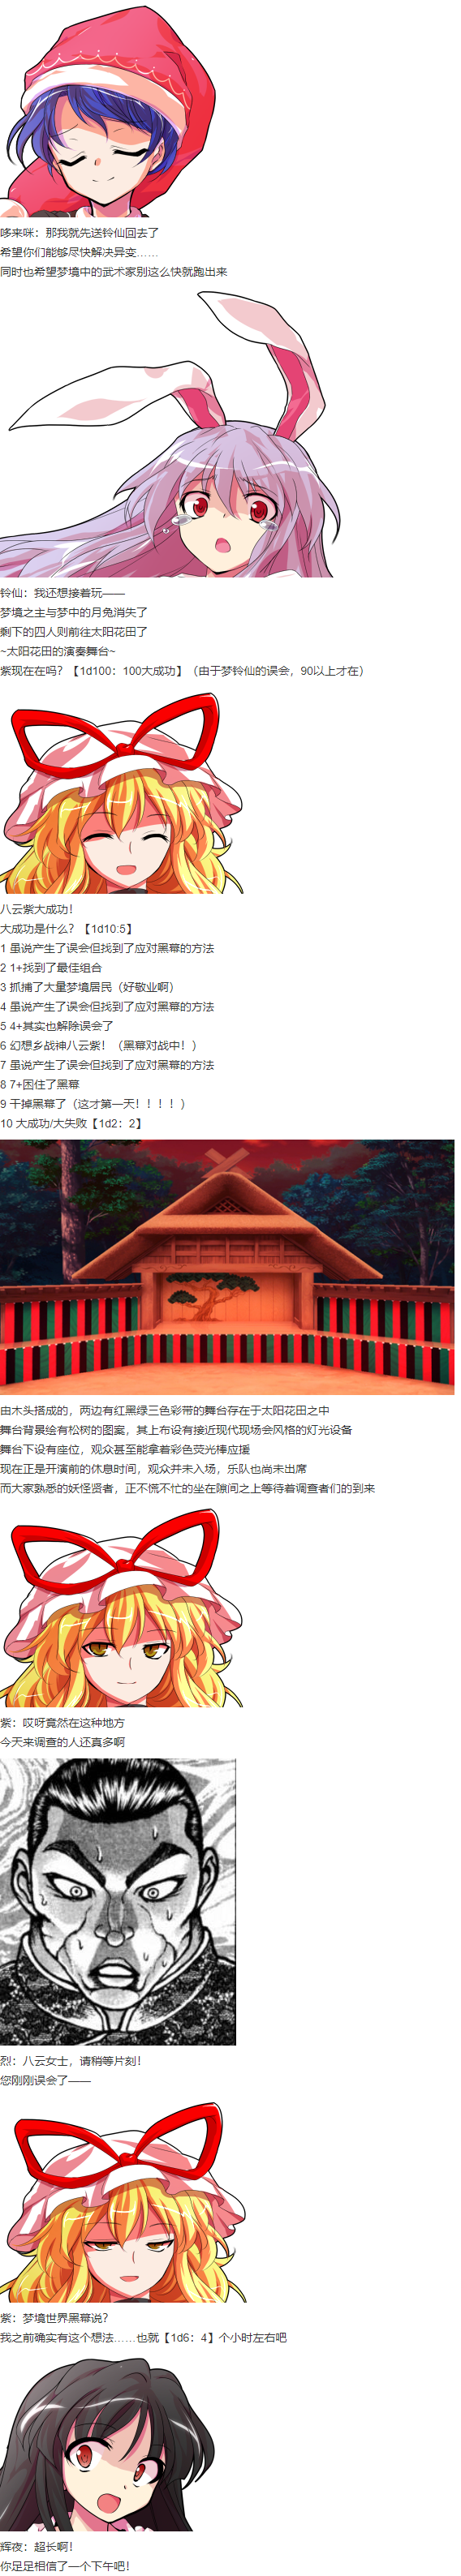 哆来咪：那我就先送铃仙回去了
希望你们能够尽快解决异变……
同时也希望梦境中的武术家别这么快就跑出来
铃仙：我还想接着玩——
梦境之主与梦中的月兔消失了
剩下的四人则前往太阳花田了
~太阳花田的演奏舞台~
紫现在在吗？【1d100：100大成功】（由于梦铃仙的误会，90以上才在）
八云紫大成功！
大成功是什么？【1d10:5】
1 虽说产生了误会但找到了应对黑幕的方法
2 1+找到了最佳组合
3 抓捕了大量梦境居民（好敬业啊）
4 虽说产生了误会但找到了应对黑幕的方法
5 4+其实也解除误会了
6 幻想乡战神八云紫！（黑幕对战中！）
7 虽说产生了误会但找到了应对黑幕的方法
8 7+困住了黑幕
9 干掉黑幕了（这才第一天！！！！）
10 大成功/大失败【1d2：2】
由木头搭成的，两边有红黑绿三色彩带的舞台存在于太阳花田之中
舞台背景绘有松树的图案，其上布设有接近现代现场会风格的灯光设备
舞台下设有座位，观众甚至能拿着彩色荧光棒应援
现在正是开演前的休息时间，观众并未入场，乐队也尚未出席
而大家熟悉的妖怪贤者，正不慌不忙的坐在隙间之上等待着调查者们的到来
紫：哎呀竟然在这种地方
今天来调查的人还真多啊
烈：八云女士，请稍等片刻！
您刚刚误会了——
紫：梦境世界黑幕说？
我之前确实有这个想法……也就【1d6：4】个小时左右吧
辉夜：超长啊！
你足足相信了一个下午吧！